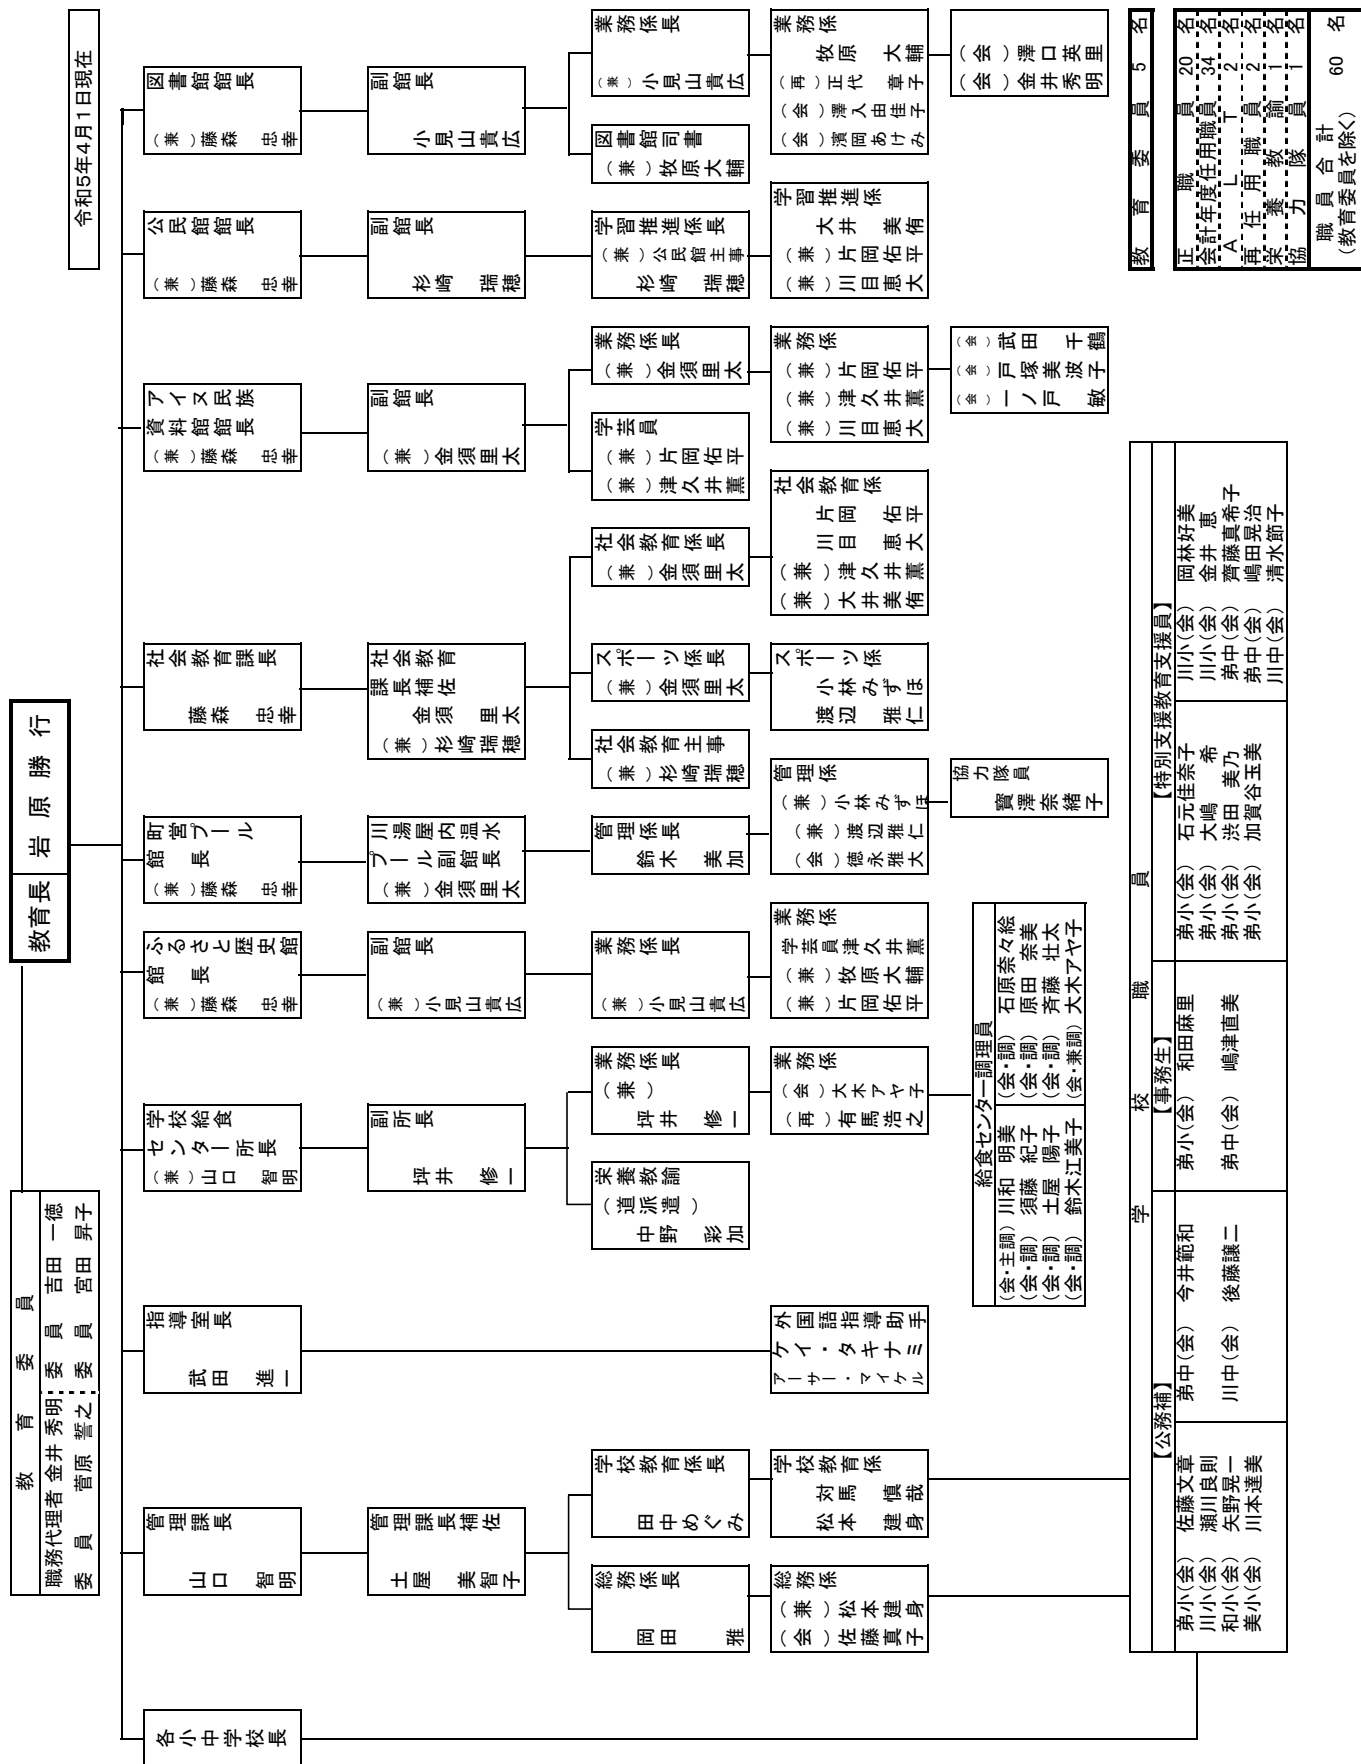 令和5年4月1日現在
教育長 岩原勝行
教育委員
職務代理者 金井 秀明 委員 吉田 一徳
委員 菅原 誓之 委員 宮田 昇子
各小中学校長
管理課長
山口 智明
指導室長
武田 進一
学校給食
センター所長
(兼)山口 智明
ふるさと歴史館
館長
(兼)藤森 忠幸
町営プール
館長
(兼)藤森 忠幸
社会教育課長
藤森 忠幸
アイヌ民族
資料館館長
(兼)藤森 忠幸
公民館館長
(兼)藤森 忠幸
図書館館長
(兼)藤森 忠幸
管理課長補佐
土屋 美智子
副所長
坪井 修一
副館長
(兼)小見山貴広
川湯屋内温水
プール副館長
(兼)金須里太
社会教育
課長補佐
金須 里太
(兼)杉崎瑞穂
副館長
(兼)金須里太
副館長
杉崎 瑞穂
副館長
小見山貴広
総務係長
岡田 雅
学校教育係長
田中めぐみ
栄養教諭
(道派遣)
中野 彩加
業務係長
(兼)
坪井 修一
業務係長
(兼)小見山貴広
管理係長
鈴木 美加
社会教育主事
(兼)杉崎瑞穂
スポーツ係長
(兼)金須里太
社会教育係長
(兼)金須里太
学芸員
(兼)片岡佑平
(兼)津久井薫
業務係長
(兼)金須里太
学習推進係長
(兼)公民館主事
杉崎 瑞穂
図書館司書
(兼)牧原大輔
業務係長
(兼)小見山貴広
総務係
(兼)松本建身
(会)佐藤真子
学校教育係
対馬 慎哉
松本 建身
外国語指導助手
ケイ・タキナミ
アーサー・マイケル
業務係
(会)大木アヤ子
(再)有馬浩之
業務係
学芸員津久井薫
(兼)牧原大輔
(兼)片岡佑平
管理係
(兼)小林みずほ
(兼)渡辺雅仁
(会)徳永雅大
スポーツ係
小林みずほ
渡辺 雅仁
社会教育係
片岡 佑平
川目 恵大
(兼)津久井薫
(兼)大井美侑
業務係
(兼)片岡佑平
(兼)津久井薫
(兼)川目恵大
学習推進係
大井 美侑
(兼)片岡佑平
(兼)川目恵大
業務係
牧原 大輔
(再)正代 章子
(会)澤入由佳子
(会)濱岡あけみ
協力隊員
寳澤奈緒子
(会)武田 千鶴
(会)戸塚美波子
(会)一ノ戸 敏
(会)澤口英里
(会)金井秀明
給食センター調理員
(会・主調) 川和 明美 (会・調) 石原奈々絵
(会・調) 須藤 紀子 (会・調) 原田 奈美
(会・調) 土屋 陽子 (会・調) 斉藤 壮太
(会・調) 鈴木江美子 (会・兼調) 大木アヤ子
学校職員
【公務補】 【事務生】 【特別支援教育支援員】
弟小(会) 佐藤文章 弟中(会) 今井範和 弟小(会) 和田麻里 弟小(会) 石元佳奈子 川小(会) 岡林好美
川小(会) 瀬川良則 弟小(会) 大嶋 希 川小(会) 金井 恵
和小(会) 矢野晃一 川中(会) 後藤譲二 弟中(会) 嶋津直美 弟小(会) 渋田 美乃 弟中(会) 齊藤真希子
美小(会) 川本達美 弟小(会) 加賀谷玉美 弟中(会) 嶋田晃治
川中(会) 清水節子
教育委員 5 名
正職員 20 名
会計年度任用職員 34 名
ALT 2 名
再任用職員 2 名
栄養教諭 1 名
協力隊員 1 名
職員合計 60 名
(教育委員を除く)